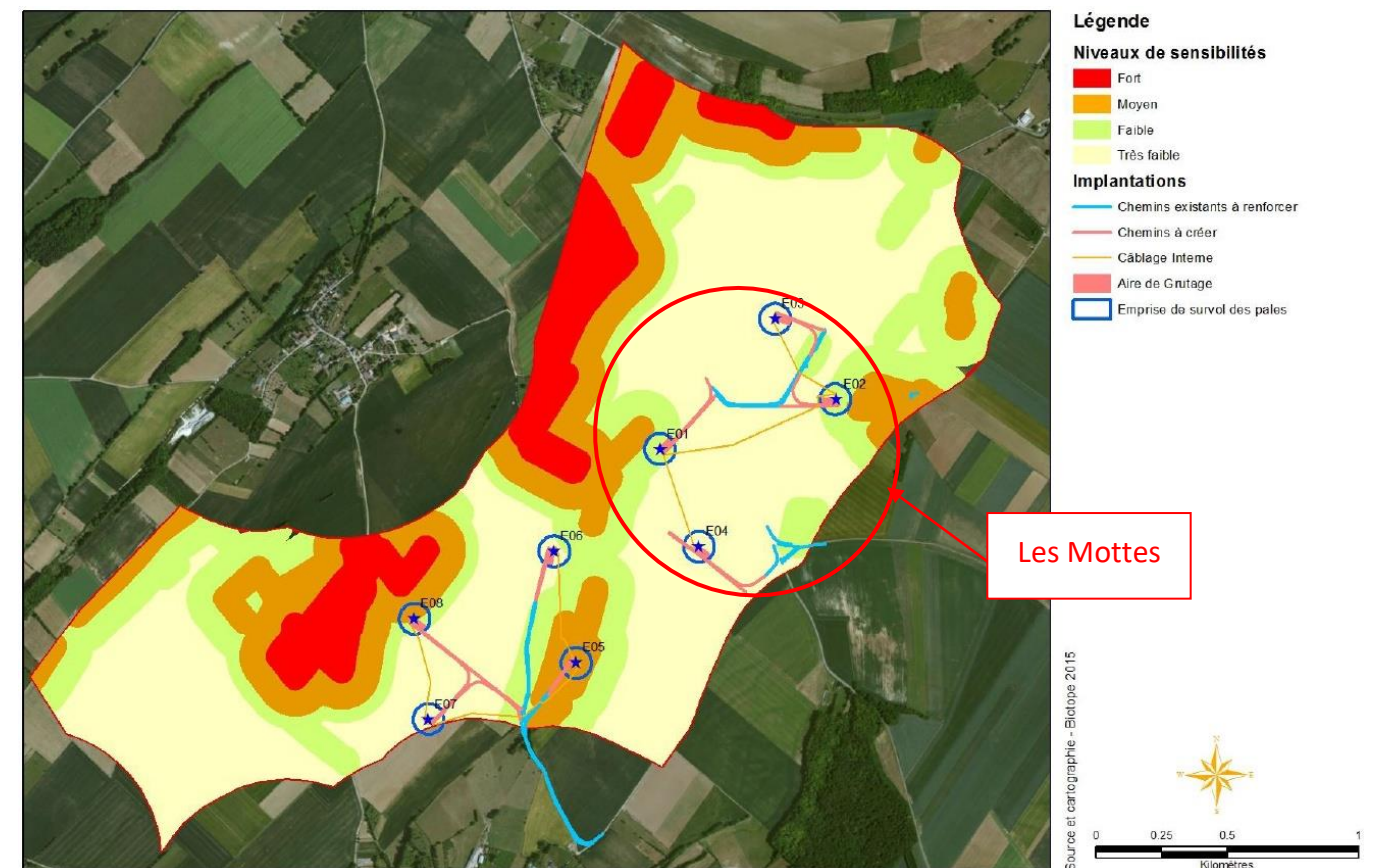 Légende
Niveaux de sensibilités
Fort
Moyen
Faible
Très faible
Implantations
Chemins existants à renforcer
Chemins à créer
Câblage Interne
Aire de Grutage
Emprise de survol des pales
E03
E02
E01
E04
E06
E08
E05
E07
Les Mottes
Source et cartographie - Biotope 2015
0 0.25 0.5 1
Kilomètres